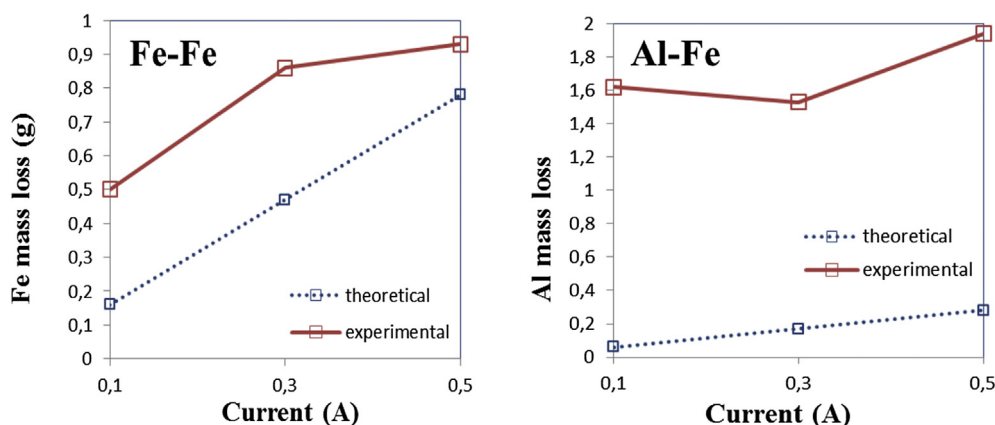 Fe-Fe
Fe mass loss (g)
1
0,9
0,8
0,7
0,6
0,5
0,4
0,3
0,2
0,1
0
theoretical
experimental
0,1
0,3
0,5
Current (A)
Al-Fe
Al mass loss
2
1,8
1,6
1,4
1,2
1
0,8
0,6
0,4
0,2
0
theoretical
experimental
0,1
0,3
0,5
Current (A)